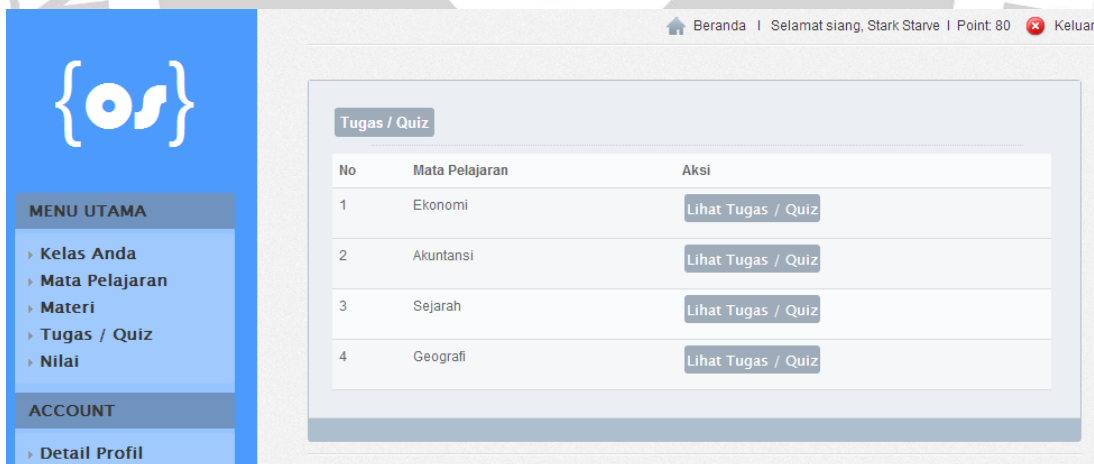 Beranda I Selamat siang, Stark Starve I Point: 80 Keluar
{os}
MENU UTAMA
Kelas Anda
Mata Pelajaran
Materi
Tugas / Quiz
Nilai
ACCOUNT
Detail Profil
Tugas / Quiz
No Mata Pelajaran Aksi
1 Ekonomi Lihat Tugas / Quiz
2 Akuntansi Lihat Tugas / Quiz
3 Sejarah Lihat Tugas / Quiz
4 Geografi Lihat Tugas / Quiz